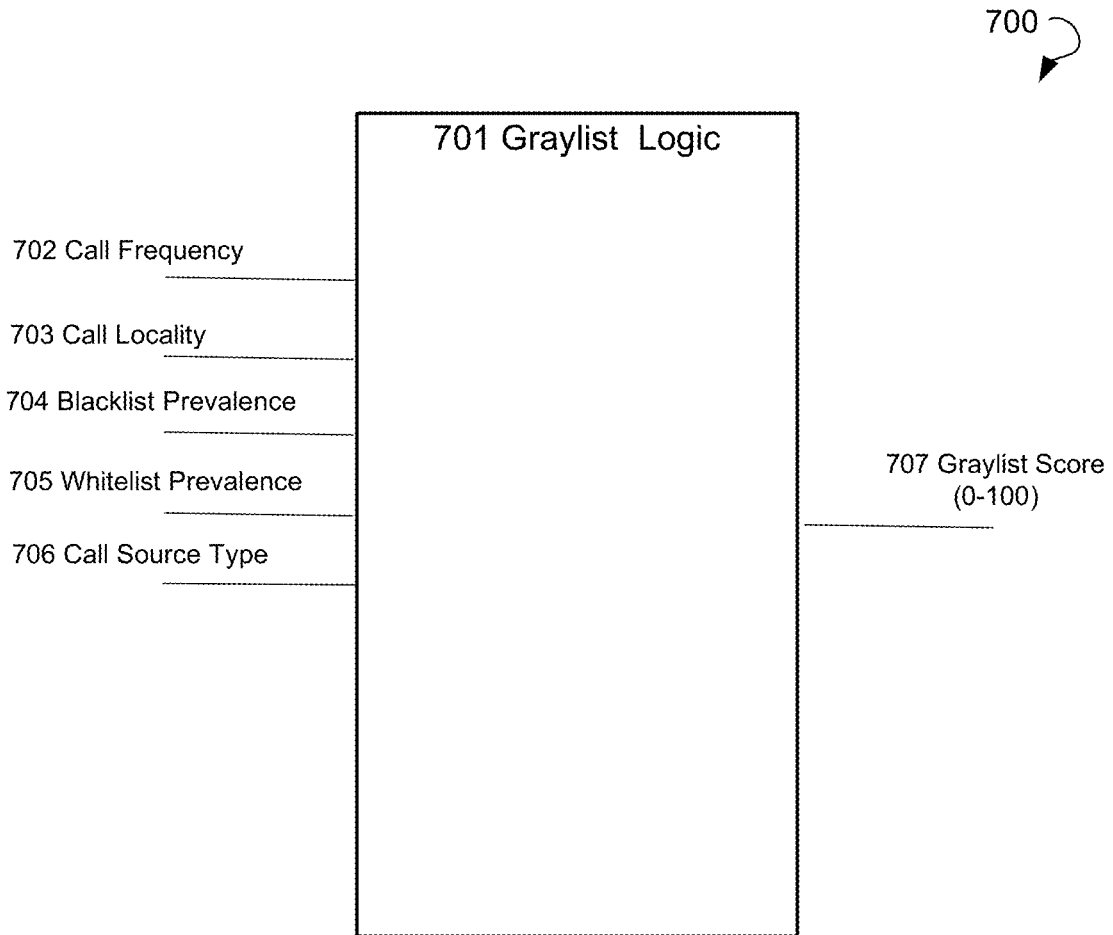 700
701 Graylist Logic
702 Call Frequency
703 Call Locality
704 Blacklist Prevalence
705 Whitelist Prevalence
706 Call Source Type
707 Graylist Score
(0-100)